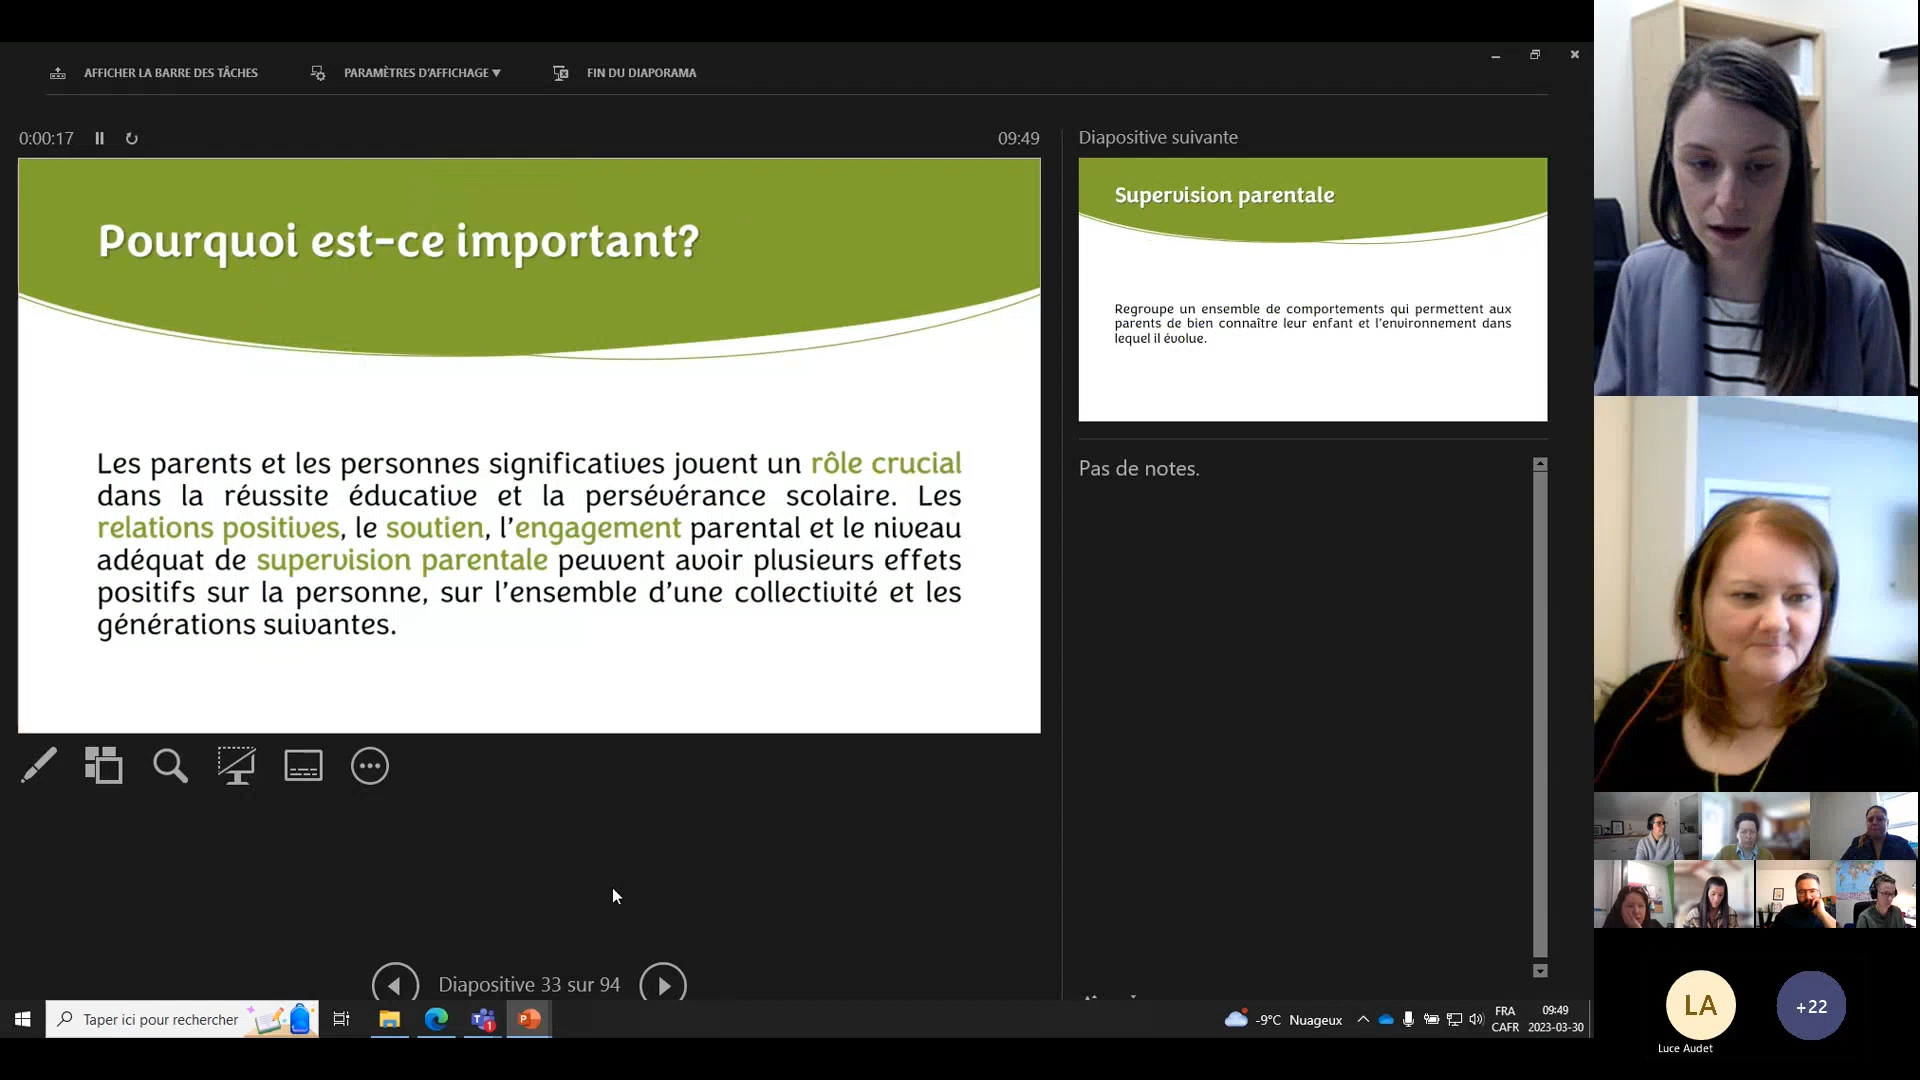 AFFICHER LA BARRE DES TÂCHES
PARAMÈTRES D'AFFICHAGE ▼
FIN DU DIAPORAMA
0:00:17
09:49
Pourquoi est-ce important?
Les parents et les personnes significatives jouent un rôle crucial
dans la réussite éducative et la persévérance scolaire. Les
relations positives, le soutien, l'engagement parental et le niveau
adéquat de supervision parentale peuvent avoir plusieurs effets
positifs sur la personne, sur l'ensemble d'une collectivité et les
générations suivantes.
Diapositive suivante
Supervision parentale
Regroupe un ensemble de comportements qui permettent aux
parents de bien connaître leur enfant et l'environnement dans
lequel il évolue.
Pas de notes.
Diapositive 33 sur 94
Taper ici pour rechercher
1
-9°C Nuageux
FRA
CAFR
09:49
2023-03-30
LA
Luce Audet
+22